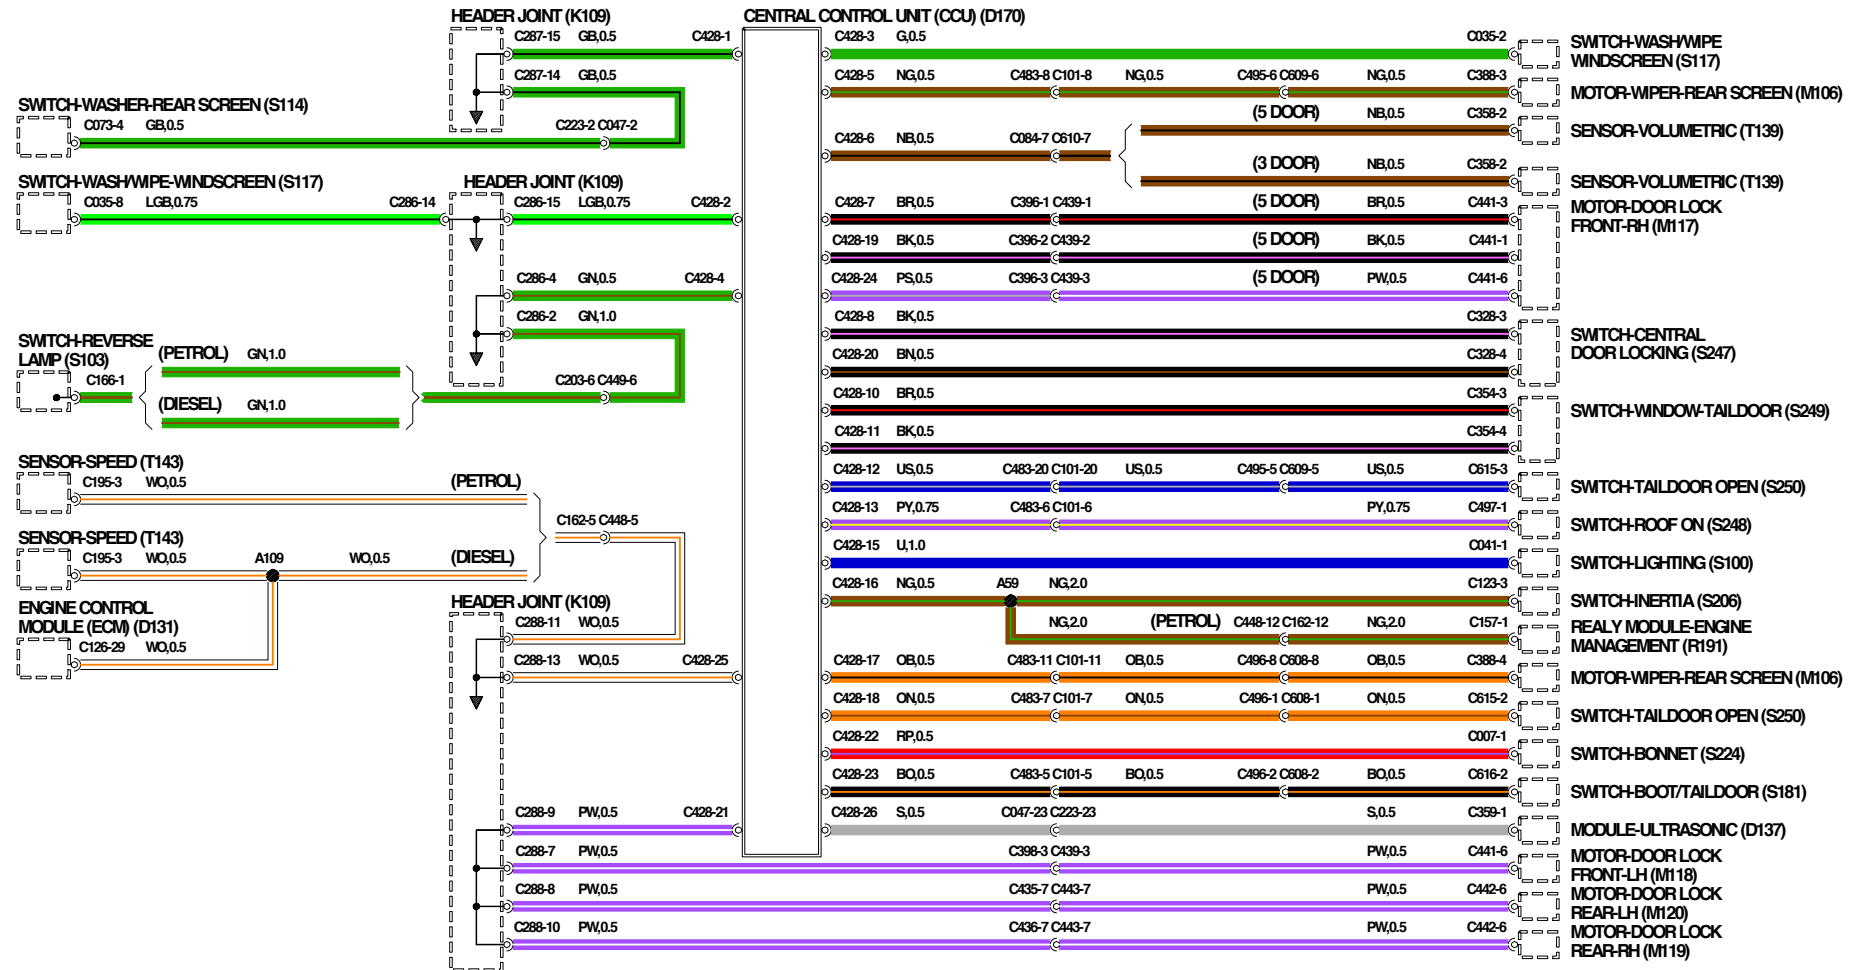 HEADER JOINT (K109)
CENTRAL CONTROL UNIT (CCU) (D170)
C287-15 GB,0.5 C428-1
C287-14 GB,0.5
SWITCH-WASHER-REAR SCREEN (S114)
C073-4 GB,0.5 C223-2 C047-2
SWITCH-WASH/WIPE-WINDSCREEN (S117)
HEADER JOINT (K109)
C035-8 LGB,0.75 C286-14 C286-15 LGB,0.75 C428-2
C286-4 GN,0.5 C428-4
C286-2 GN,1.0
SWITCH-REVERSE
LAMP (S103)
(PETROL) GN,1.0
C166-1 C203-6 C449-6
(DIESEL) GN,1.0
SENSOR-SPEED (T143)
C195-3 WO,0.5 (PETROL)
C162-5 C448-5
SENSOR-SPEED (T143)
C195-3 WO,0.5 A109 WO,0.5 (DIESEL)
ENGINE CONTROL
MODULE (ECM) (D131)
C126-29 WO,0.5
HEADER JOINT (K109)
C288-11 WO,0.5
C288-13 WO,0.5 C428-25
C288-9 PW,0.5 C428-21
C428-3 G,0.5 C035-2
SWITCH-WASH/WIPE
WINDSCREEN (S117)
C428-5 NG,0.5 C483-8 C101-8 NG,0.5 C495-6 C609-6 NG,0.5 C388-3
MOTOR-WIPER-REAR SCREEN (M106)
(5 DOOR) NB,0.5 C358-2
SENSOR-VOLUMETRIC (T139)
C428-6 NB,0.5 C084-7 C610-7
(3 DOOR) NB,0.5 C358-2
SENSOR-VOLUMETRIC (T139)
C428-7 BR,0.5 C396-1 C439-1 (5 DOOR) BR,0.5 C441-3
MOTOR-DOOR LOCK
FRONT-RH (M117)
C428-19 BK,0.5 C396-2 C439-2 (5 DOOR) BK,0.5 C441-1
C428-24 PS,0.5 C396-3 C439-3 (5 DOOR) PW,0.5 C441-6
C428-8 BK,0.5 C328-3
SWITCH-CENTRAL
DOOR LOCKING (S247)
C428-20 BN,0.5 C328-4
C428-10 BR,0.5 C354-3
SWITCH-WINDOW-TAILDOOR (S249)
C428-11 BK,0.5 C354-4
C428-12 US,0.5 C483-20 C101-20 US,0.5 C495-5 C609-5 US,0.5 C615-3
SWITCH-TAILDOOR OPEN (S250)
C428-13 PY,0.75 C483-6 C101-6 PY,0.75 C497-1
SWITCH-ROOF ON (S248)
C428-15 U,1.0 C041-1
SWITCH-LIGHTING (S100)
C428-16 NG,0.5 A59 NG,2.0 C123-3
SWITCH-INERTIA (S206)
NG,2.0 (PETROL) C448-12 C162-12 NG,2.0 C157-1
REALY MODULE-ENGINE
MANAGEMENT (R191)
C428-17 OB,0.5 C483-11 C101-11 OB,0.5 C496-8 C608-8 OB,0.5 C388-4
MOTOR-WIPER-REAR SCREEN (M106)
C428-18 ON,0.5 C483-7 C101-7 ON,0.5 C496-1 C608-1 ON,0.5 C615-2
SWITCH-TAILDOOR OPEN (S250)
C428-22 RP,0.5 C007-1
SWITCH-BONNET (S224)
C428-23 BO,0.5 C483-5 C101-5 BO,0.5 C496-2 C608-2 BO,0.5 C616-2
SWITCH-BOOT/TAILDOOR (S181)
C428-26 S,0.5 C047-23 C223-23 S,0.5 C359-1
MODULE-ULTRASONIC (D137)
C288-7 PW,0.5 C398-3 C439-3 PW,0.5 C441-6
MOTOR-DOOR LOCK
FRONT-LH (M118)
C288-8 PW,0.5 C435-7 C443-7 PW,0.5 C442-6
MOTOR-DOOR LOCK
REAR-LH (M120)
C288-10 PW,0.5 C436-7 C443-7 PW,0.5 C442-6
MOTOR-DOOR LOCK
REAR-RH (M119)